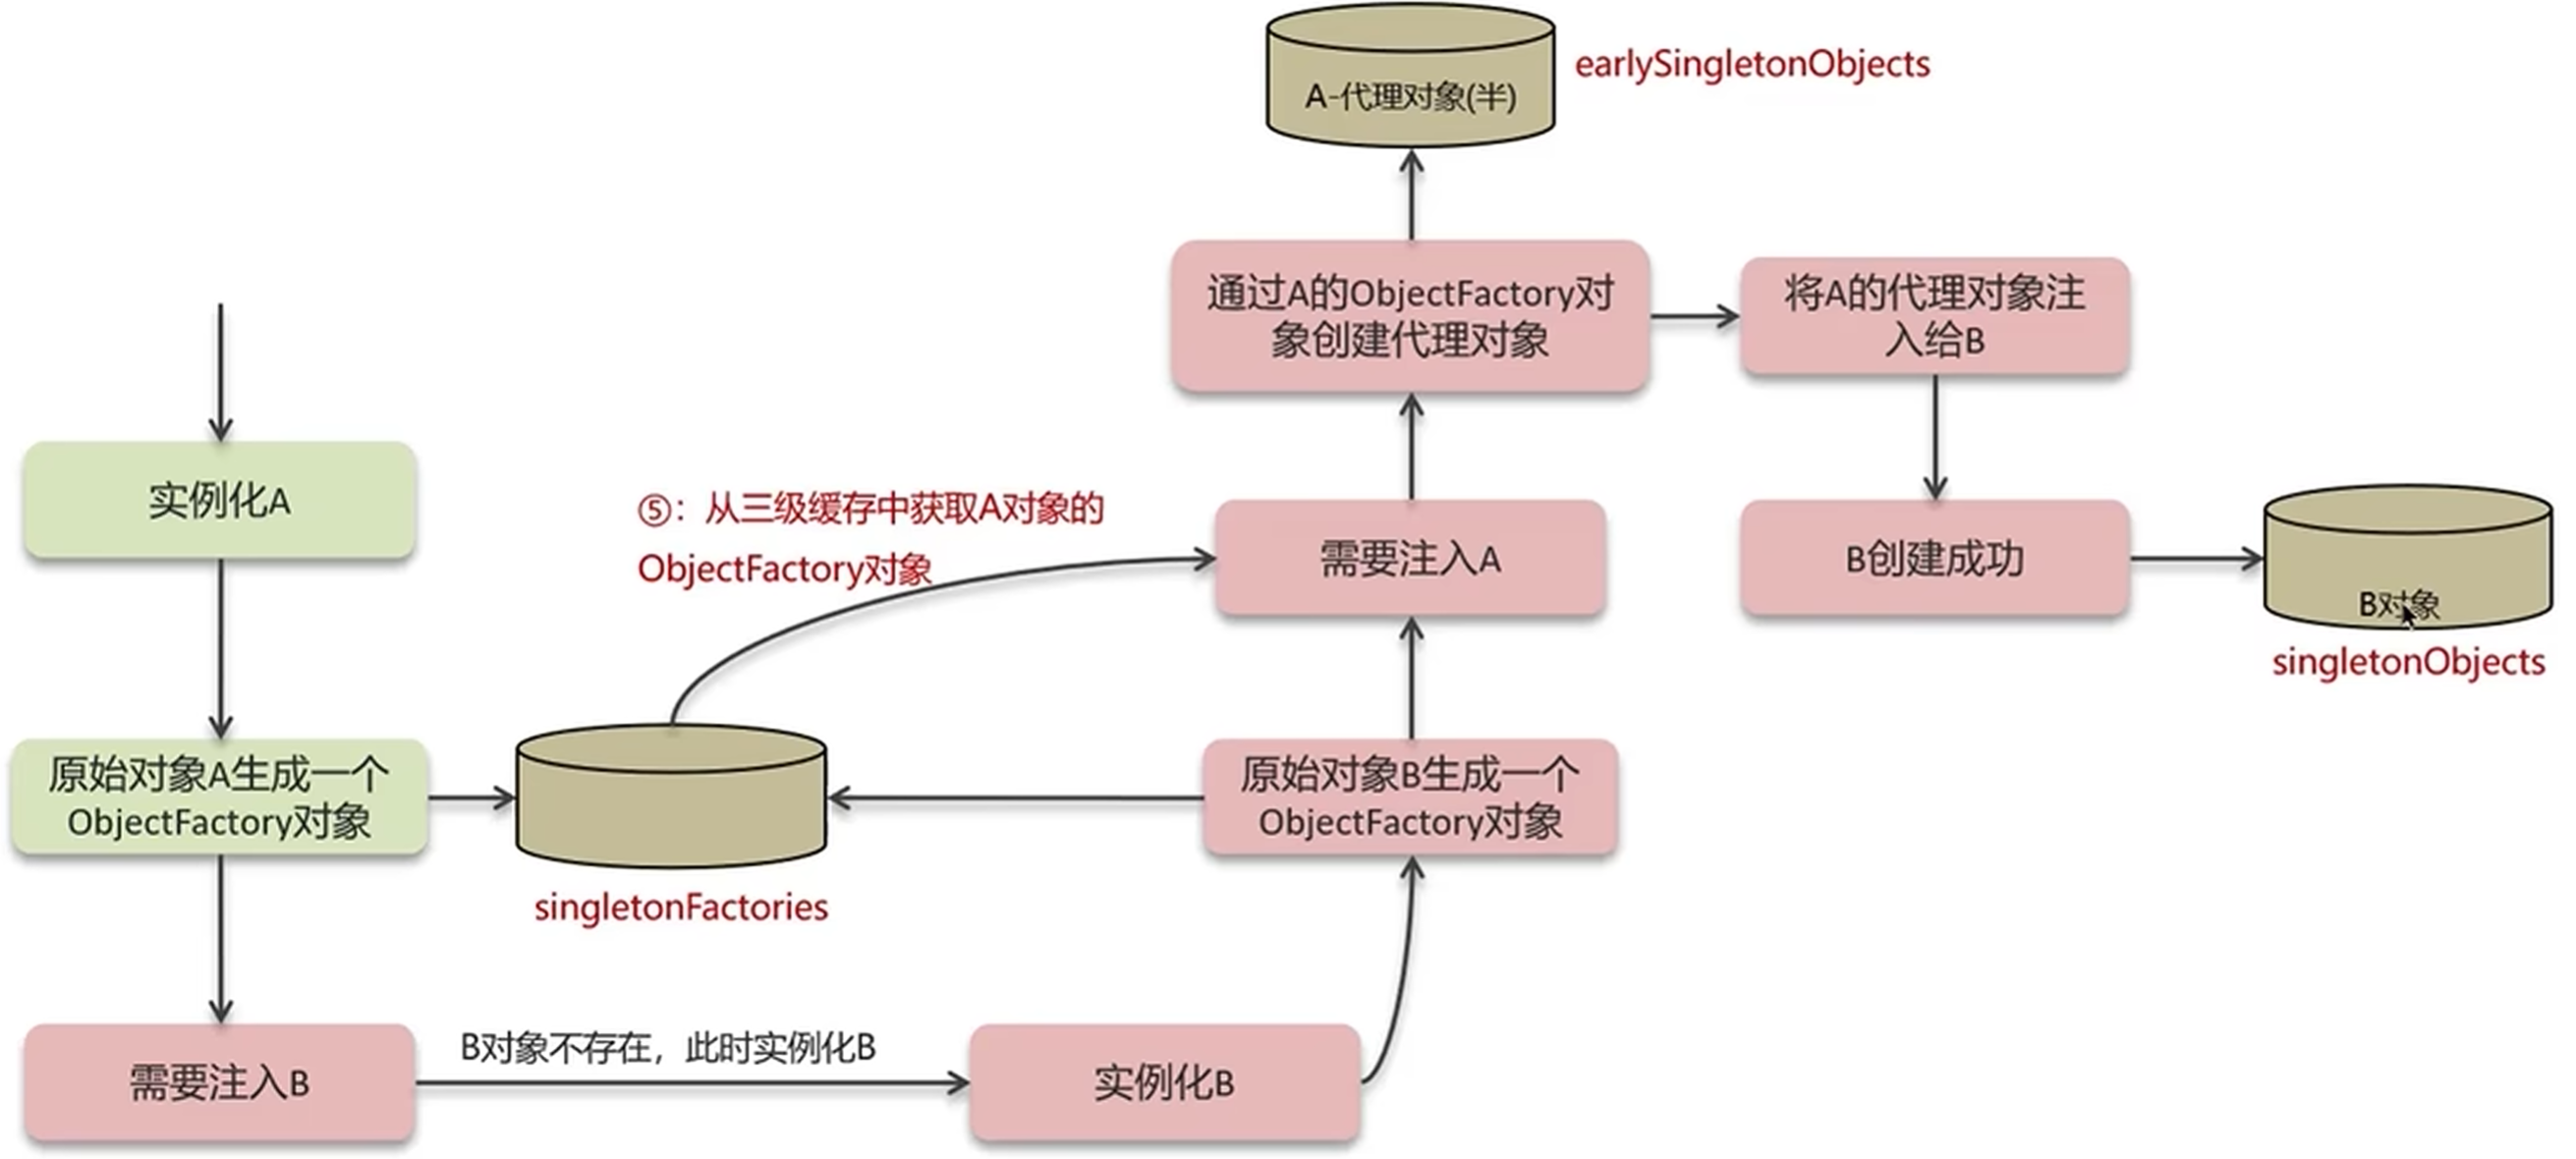 earlySingletonObjects
A-代理对象(半)
通过A的ObjectFactory对
象创建代理对象
将A的代理对象注
入给B
实例化A
⑤：从三级缓存中获取A对象的
ObjectFactory对象
需要注入A
B创建成功
B对象
singletonObjects
原始对象A生成一个
ObjectFactory对象
原始对象B生成一个
ObjectFactory对象
singletonFactories
B对象不存在，此时实例化B
需要注入B
实例化B